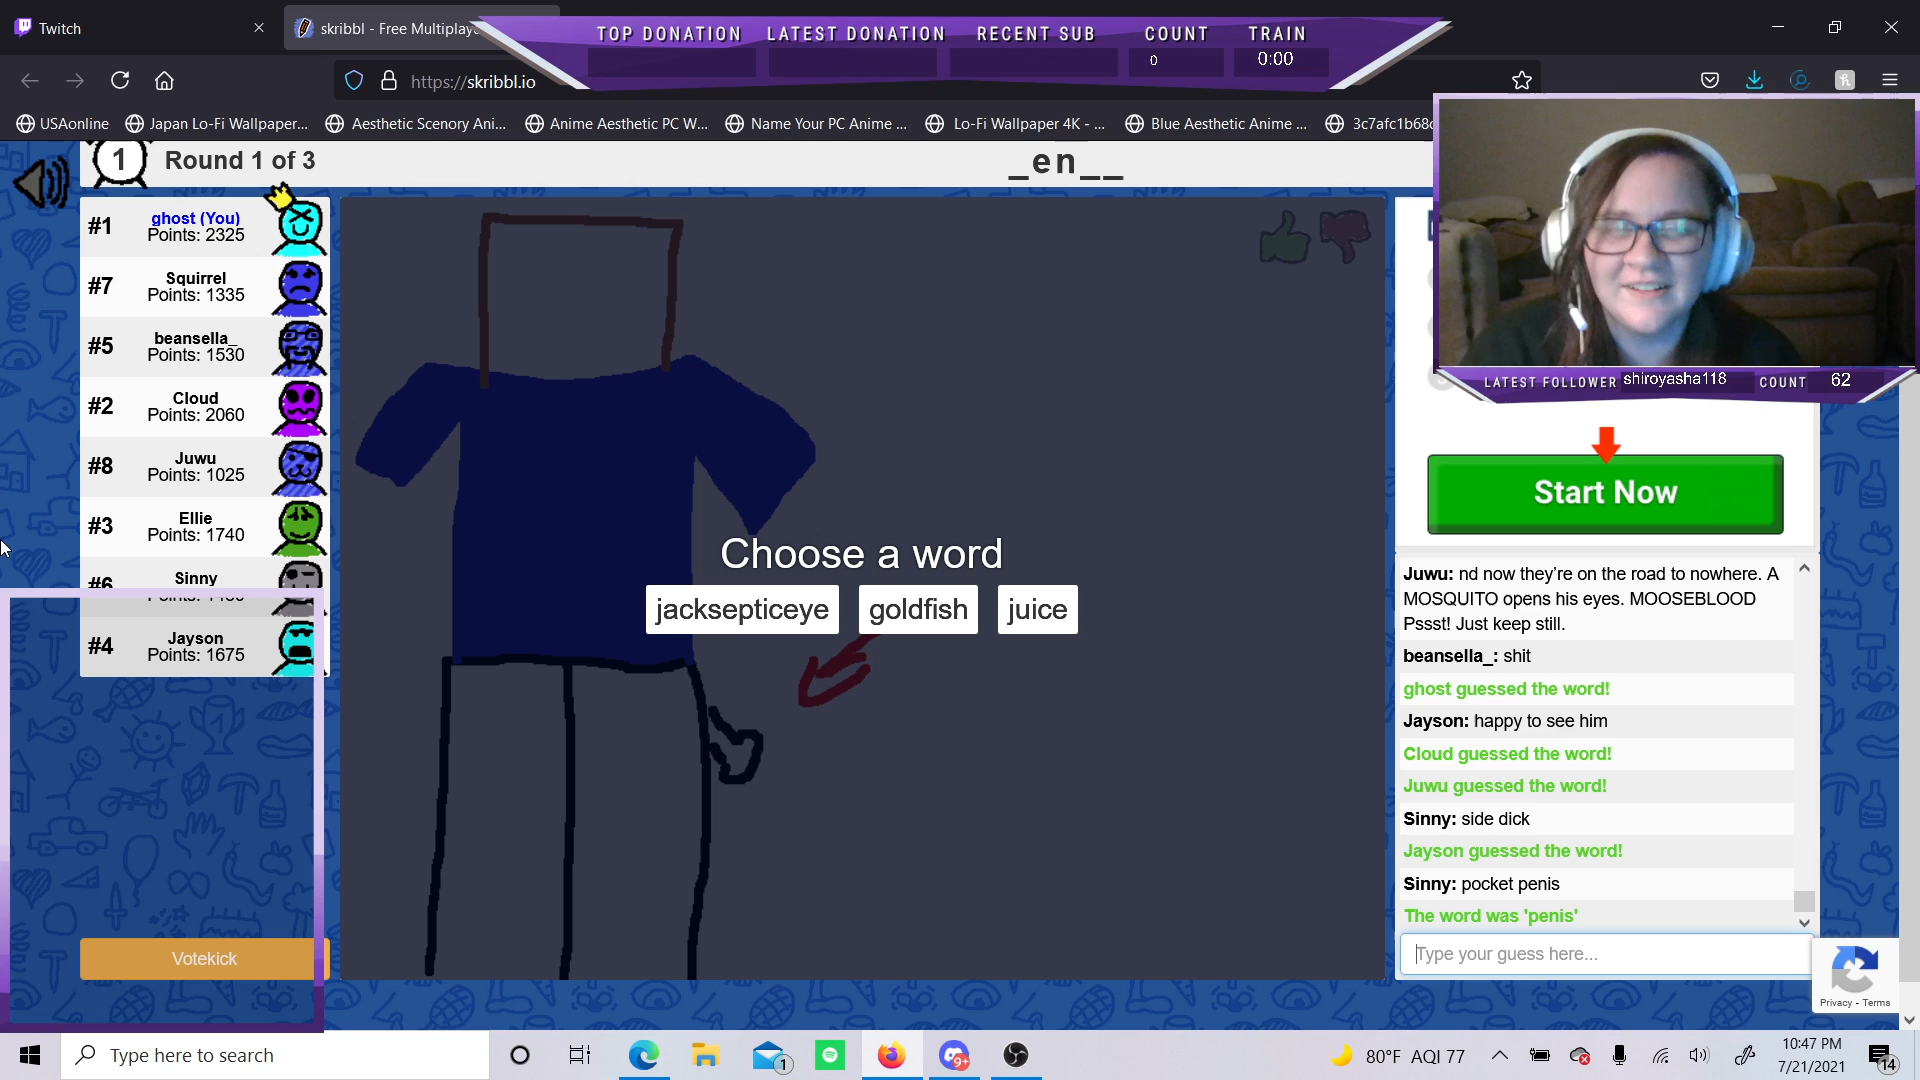 Twitch
skribbl - Free Multiplaye
TOP DONATION LATEST DONATION RECENT SUB COUNT TRAIN
0 0:00
https://skribbl.io
USAonline Japan Lo-Fi Wallpaper... Aesthetic Scenory Ani... Anime Aesthetic PC W... Name Your PC Anime ... Lo-Fi Wallpaper 4K - ... Blue Aesthetic Anime ... 3c7afc1b68c
1 Round 1 of 3 _en__
#1 ghost (You)
Points: 2325
#7 Squirrel
Points: 1335
#5 beansella_
Points: 1530
#2 Cloud
Points: 2060
#8 Juwu
Points: 1025
#3 Ellie
Points: 1740
#6 Sinny
#4 Jayson
Points: 1675
Votekick
Choose a word
jacksepticeye goldfish juice
LATEST FOLLOWER shiroyasha118 COUNT 62
Start Now
Juwu: nd now they're on the road to nowhere. A
MOSQUITO opens his eyes. MOOSEBLOOD
Pssst! Just keep still.
beansella_: shit
ghost guessed the word!
Jayson: happy to see him
Cloud guessed the word!
Juwu guessed the word!
Sinny: side dick
Jayson guessed the word!
Sinny: pocket penis
The word was 'penis'
Type your guess here...
Privacy - Terms
Type here to search
1
9+
80°F AQI 77
10:47 PM
7/21/2021
14